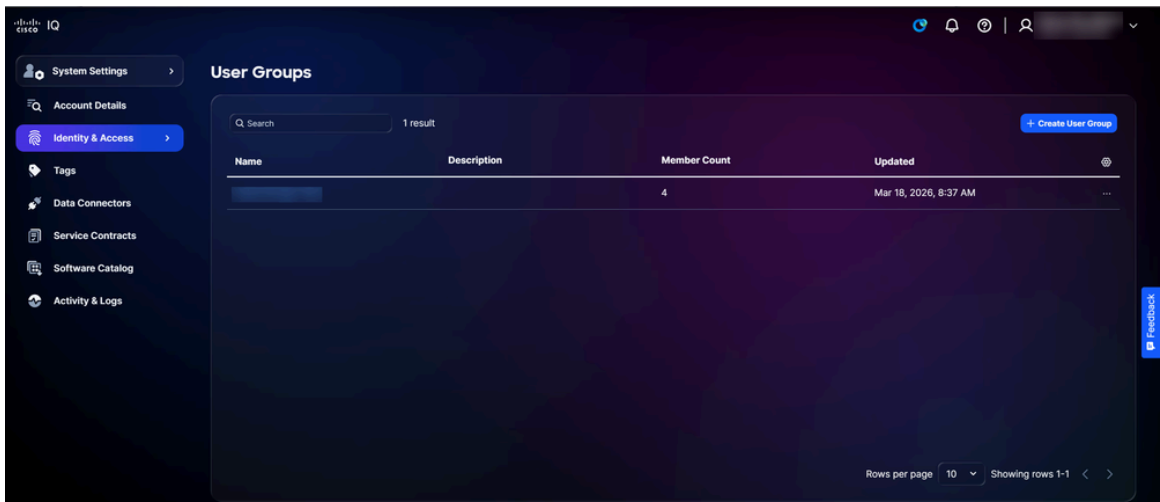 cisco IQ
System Settings
Account Details
Identity & Access
Tags
Data Connectors
Service Contracts
Software Catalog
Activity & Logs
User Groups
Search
1 result
+ Create User Group
Name Description Member Count Updated
4 Mar 18, 2026, 8:37 AM
Feedback
Rows per page 10 Showing rows 1-1